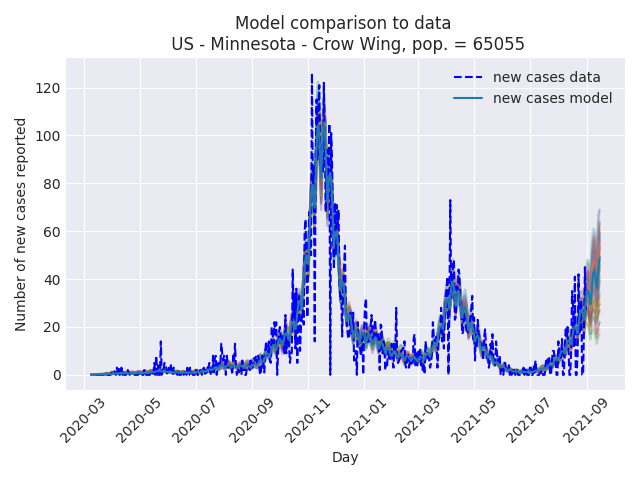 Model comparison to data
US - Minnesota - Crow Wing, pop. = 65055
new cases data
new cases model
Number of new cases reported
120
100
80
60
40
20
0
2020-03
2020-05
2020-07
2020-09
2020-11
2021-01
2021-03
2021-05
2021-07
2021-09
Day